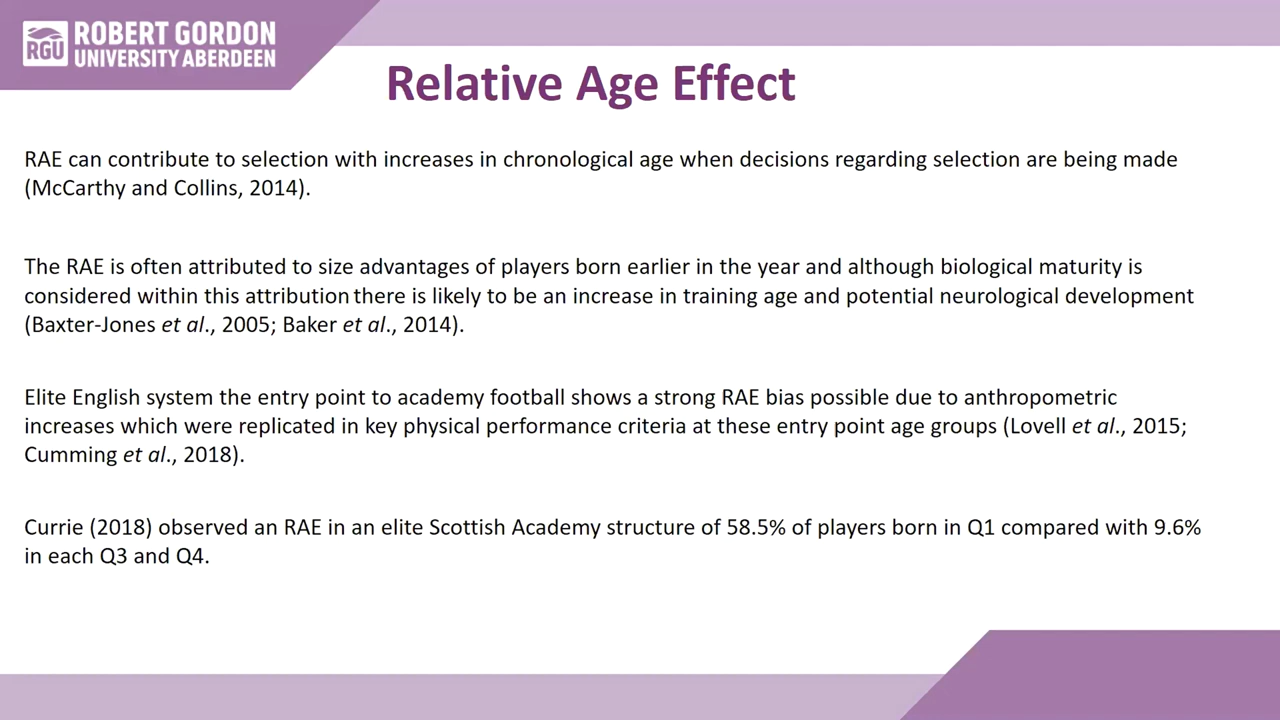 RGU
ROBERT GORDON
UNIVERSITY ABERDEEN
Relative Age Effect
RAE can contribute to selection with increases in chronological age when decisions regarding selection are being made
(McCarthy and Collins, 2014).
The RAE is often attributed to size advantages of players born earlier in the year and although biological maturity is
considered within this attribution there is likely to be an increase in training age and potential neurological development
(Baxter-Jones et al., 2005; Baker et al., 2014).
Elite English system the entry point to academy football shows a strong RAE bias possible due to anthropometric
increases which were replicated in key physical performance criteria at these entry point age groups (Lovell et al., 2015;
Cumming et al., 2018).
Currie (2018) observed an RAE in an elite Scottish Academy structure of 58.5% of players born in Q1 compared with 9.6%
in each Q3 and Q4.